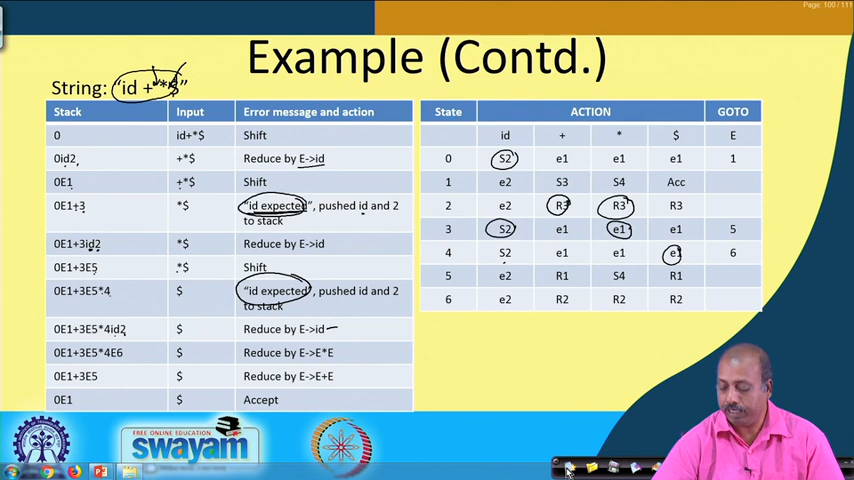 Page: 100 / 111
Example (Contd.)
String: "id +*$"
Stack Input Error message and action
0 id+*$ Shift
0id2 +*$ Reduce by E->id
0E1 +*$ Shift
0E1+3 *$ "id expected", pushed id and 2
to stack
0E1+3id2 *$ Reduce by E->id
0E1+3E5 *$ Shift
0E1+3E5*4 $ "id expected", pushed id and 2
to stack
0E1+3E5*4id2 $ Reduce by E->id
0E1+3E5*4E6 $ Reduce by E->E*E
0E1+3E5 $ Reduce by E->E+E
0E1 $ Accept
State ACTION GOTO
id + * $ E
0 S2 e1 e1 e1 1
1 e2 S3 S4 Acc
2 e2 R3 R3 R3
3 S2 e1 e1 e1 5
4 S2 e1 e1 e1 6
5 e2 R1 S4 R1
6 e2 R2 R2 R2
FREE ONLINE EDUCATION
swayam